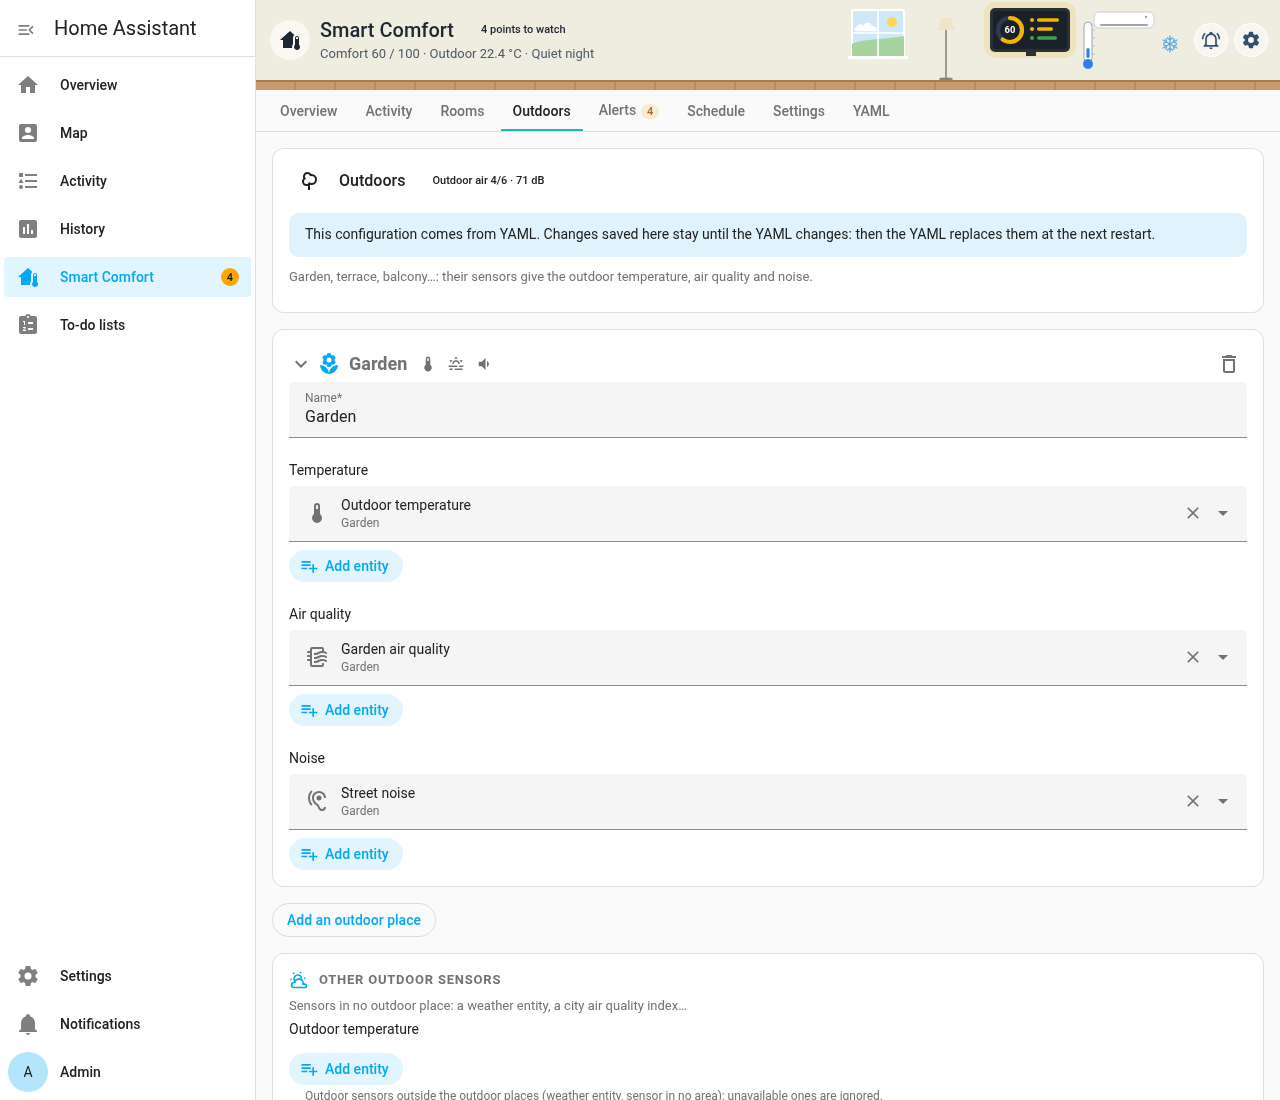 Home Assistant
Overview
Map
Activity
History
Smart Comfort
4
To-do lists
Settings
Notifications
A
Admin
Smart Comfort
4 points to watch
Comfort 60 / 100 · Outdoor 22.4 °C · Quiet night
60
Overview
Activity
Rooms
Outdoors
Alerts
4
Schedule
Settings
YAML
Outdoors
Outdoor air 4/6 · 71 dB
This configuration comes from YAML. Changes saved here stay until the YAML changes: then the YAML replaces them at the next restart.
Garden, terrace, balcony…: their sensors give the outdoor temperature, air quality and noise.
Garden
Name*
Garden
Temperature
Outdoor temperature
Garden
Add entity
Air quality
Garden air quality
Garden
Add entity
Noise
Street noise
Garden
Add entity
Add an outdoor place
OTHER OUTDOOR SENSORS
Sensors in no outdoor place: a weather entity, a city air quality index…
Outdoor temperature
Add entity
Outdoor sensors outside the outdoor places (weather entity, sensor in no area); unavailable ones are ignored.